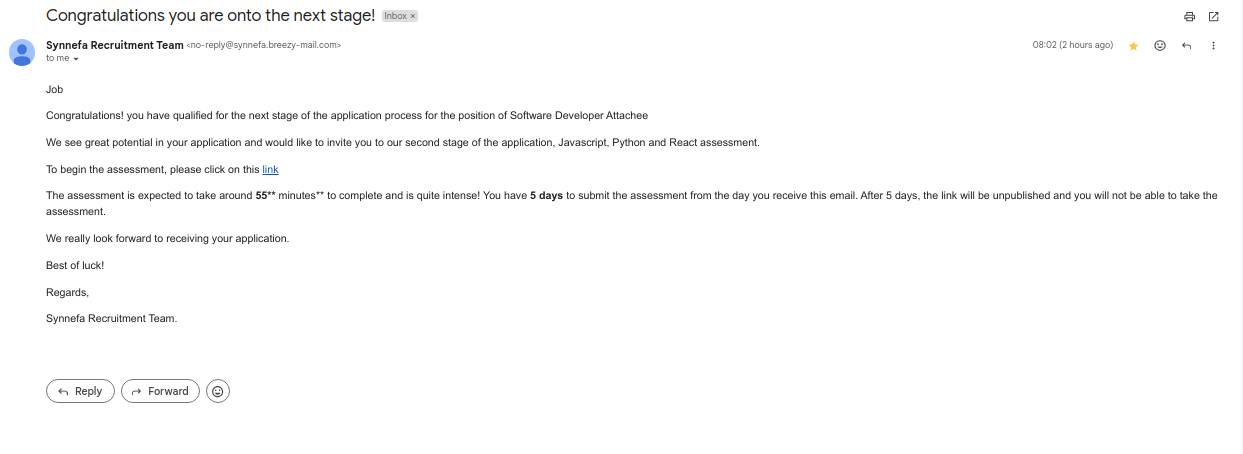 Congratulations you are onto the next stage! Inbox ×
Synnefa Recruitment Team <no-reply@synnefa.breezy-mail.com> 08:02 (2 hours ago)
to me
Job
Congratulations! you have qualified for the next stage of the application process for the position of Software Developer Attachee
We see great potential in your application and would like to invite you to our second stage of the application, Javascript, Python and React assessment.
To begin the assessment, please click on this link
The assessment is expected to take around 55** minutes** to complete and is quite intense! You have 5 days to submit the assessment from the day you receive this email. After 5 days, the link will be unpublished and you will not be able to take the
assessment.
We really look forward to receiving your application.
Best of luck!
Regards,
Synnefa Recruitment Team.
Reply Forward